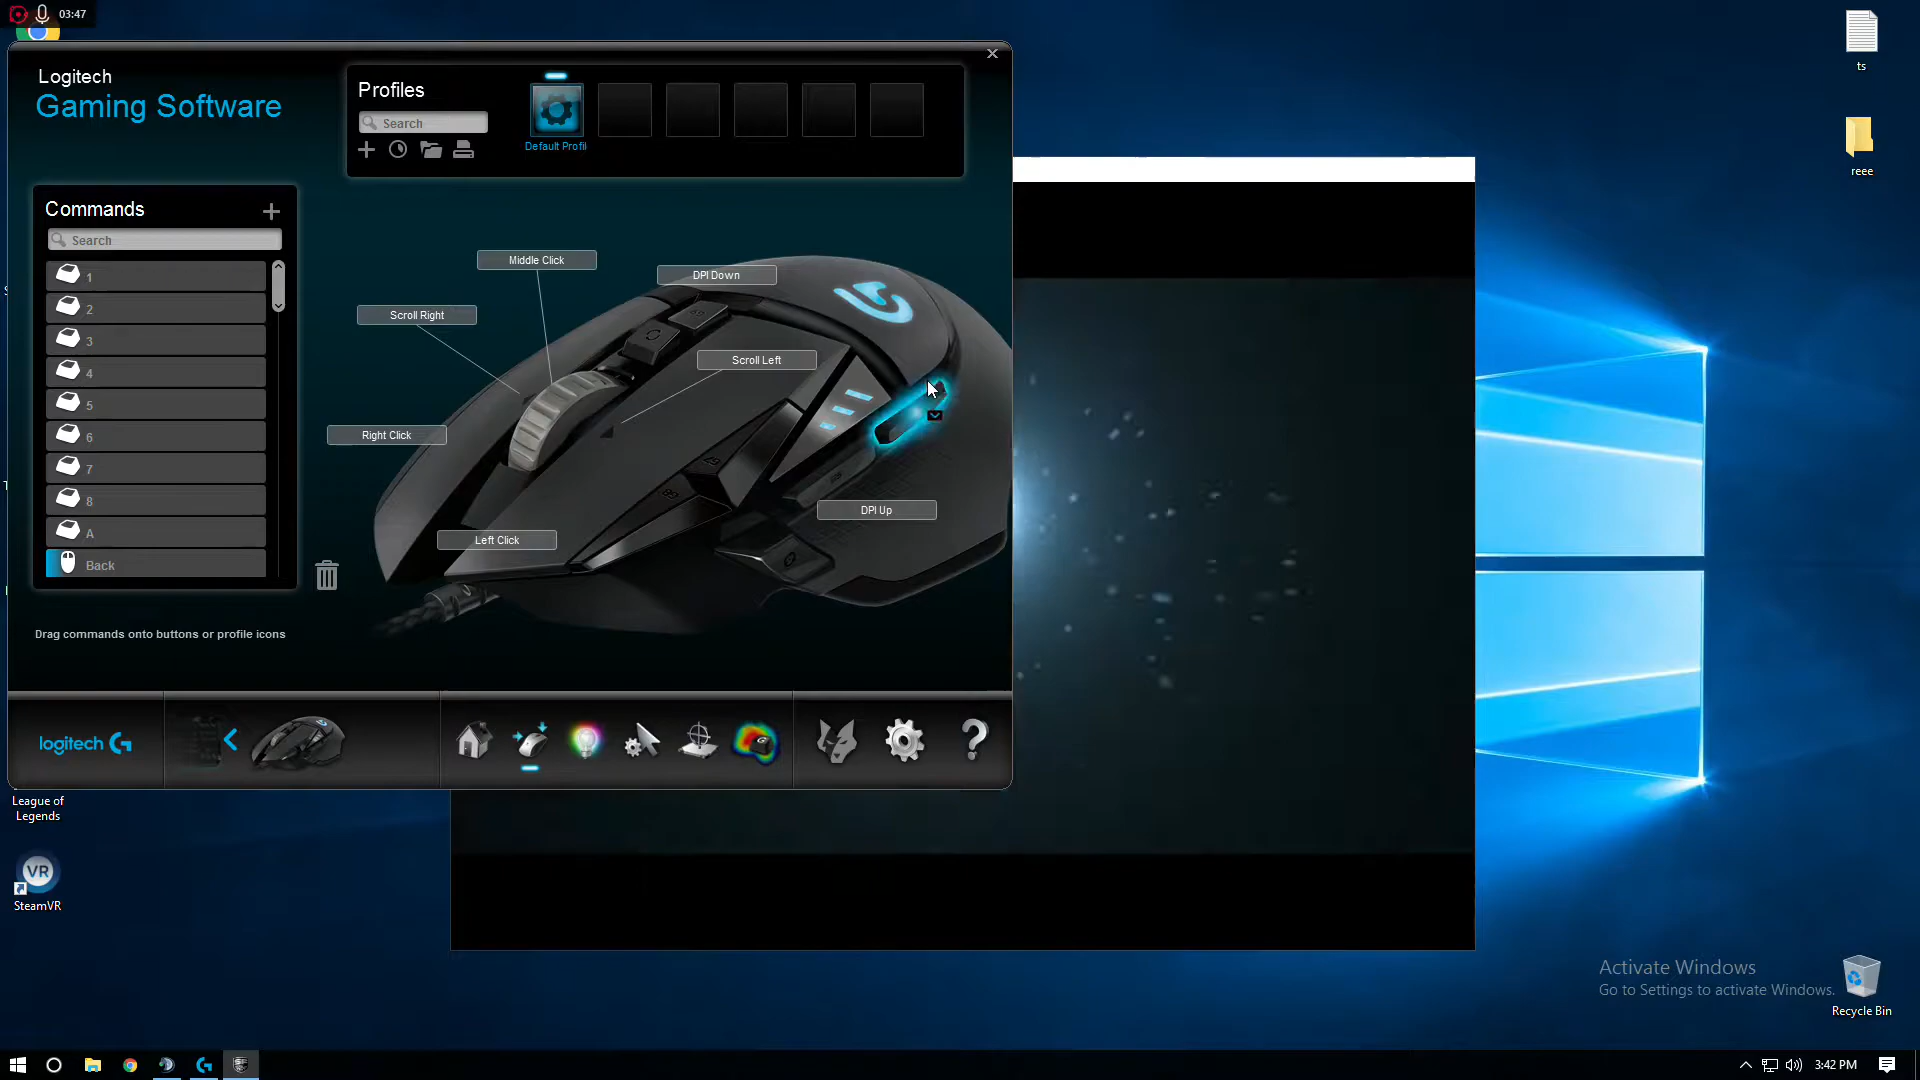 03:47
Logitech
Gaming Software
Profiles
Search
Default Profil
Commands
Search
1
2
3
4
5
6
7
8
A
Back
Drag commands onto buttons or profile icons
Middle Click
DPI Down
Scroll Right
Scroll Left
Right Click
DPI Up
Left Click
logitech
League of
Legends
VR
SteamVR
ts
reee
Activate Windows
Go to Settings to activate Windows.
Recycle Bin
3:42 PM